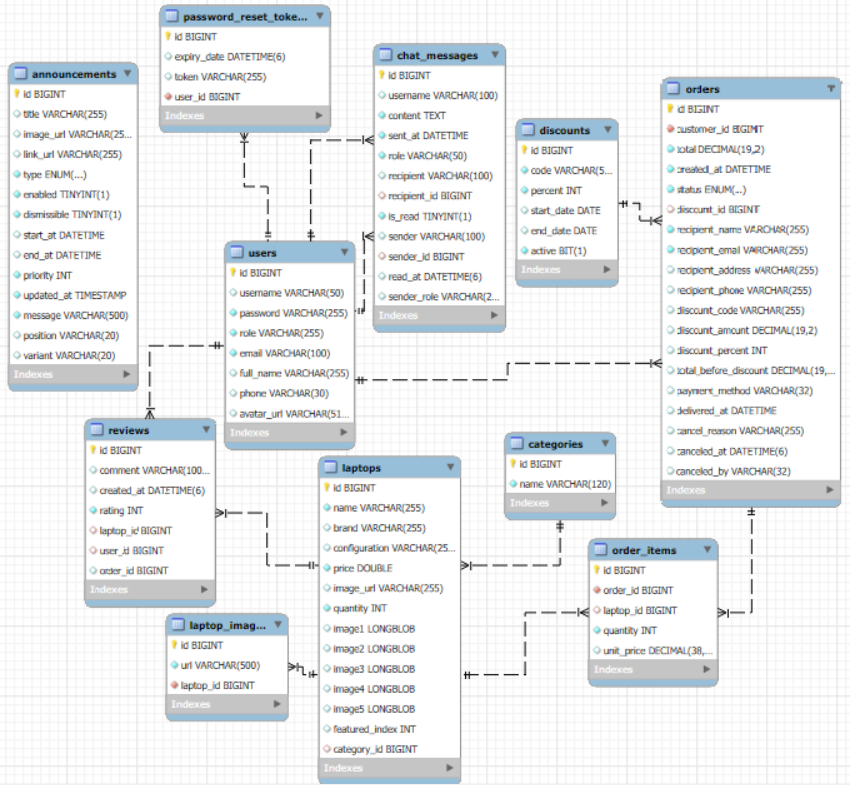 password_reset_toke...
id BIGINT
expiry_date DATETIME(6)
token VARCHAR(255)
user_id BIGINT
Indexes
announcements
id BIGINT
title VARCHAR(255)
image_url VARCHAR(25...
link_url VARCHAR(255)
type ENUM(...)
enabled TINYINT(1)
dismissible TINYINT(1)
start_at DATETIME
end_at DATETIME
priority INT
updated_at TIMESTAMP
message VARCHAR(500)
position VARCHAR(20)
variant VARCHAR(20)
Indexes
chat_messages
id BIGINT
username VARCHAR(100)
content TEXT
sent_at DATETIME
role VARCHAR(50)
recipient VARCHAR(100)
recipient_id BIGINT
is_read TINYINT(1)
sender VARCHAR(100)
sender_id BIGINT
read_at DATETIME(6)
sender_role VARCHAR(2...
Indexes
discounts
id BIGINT
code VARCHAR(5...
percent INT
start_date DATE
end_date DATE
active BIT(1)
Indexes
orders
id BIGINT
customer_id BIGINT
total DECIMAL(19,2)
created_at DATETIME
status ENUM(...)
discount_id BIGINT
recipient_name VARCHAR(255)
recipient_email VARCHAR(255)
recipient_address VARCHAR(255)
recipient_phone VARCHAR(255)
discount_code VARCHAR(255)
discount_amount DECIMAL(19,2)
discount_percent INT
total_before_discount DECIMAL(19,...
payment_method VARCHAR(32)
delivered_at DATETIME
cancel_reason VARCHAR(255)
canceled_at DATETIME(6)
canceled_by VARCHAR(32)
Indexes
users
id BIGINT
username VARCHAR(50)
password VARCHAR(255)
role VARCHAR(255)
email VARCHAR(100)
full_name VARCHAR(255)
phone VARCHAR(30)
avatar_url VARCHAR(51...
Indexes
reviews
id BIGINT
comment VARCHAR(100...
created_at DATETIME(6)
rating INT
laptop_id BIGINT
user_id BIGINT
order_id BIGINT
Indexes
laptops
id BIGINT
name VARCHAR(255)
brand VARCHAR(255)
configuration VARCHAR(25...
price DOUBLE
image_url VARCHAR(255)
quantity INT
image1 LONGBLOB
image2 LONGBLOB
image3 LONGBLOB
image4 LONGBLOB
image5 LONGBLOB
featured_index INT
category_id BIGINT
Indexes
categories
id BIGINT
name VARCHAR(120)
Indexes
order_items
id BIGINT
order_id BIGINT
laptop_id BIGINT
quantity INT
unit_price DECIMAL(38,...
Indexes
laptop_imag...
id BIGINT
url VARCHAR(500)
laptop_id BIGINT
Indexes